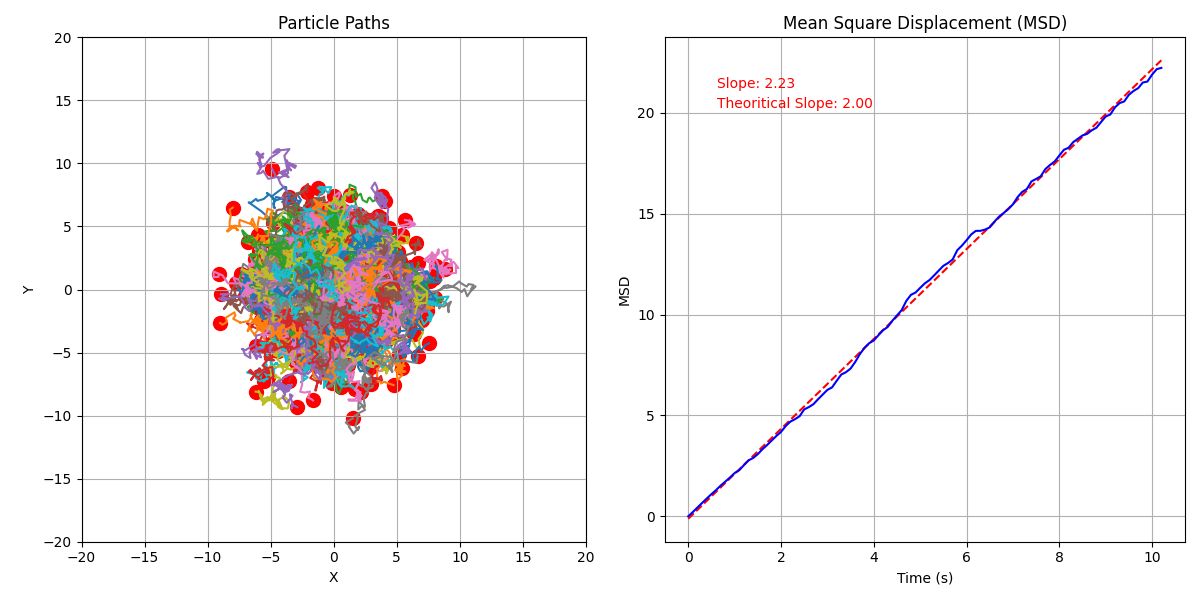 Particle Paths
Y
20
15
10
5
0
−5
−10
−15
−20
−20 −15 −10 −5 0 5 10 15 20
X
Mean Square Displacement (MSD)
Slope: 2.23
Theoritical Slope: 2.00
MSD
20
15
10
5
0
0 2 4 6 8 10
Time (s)